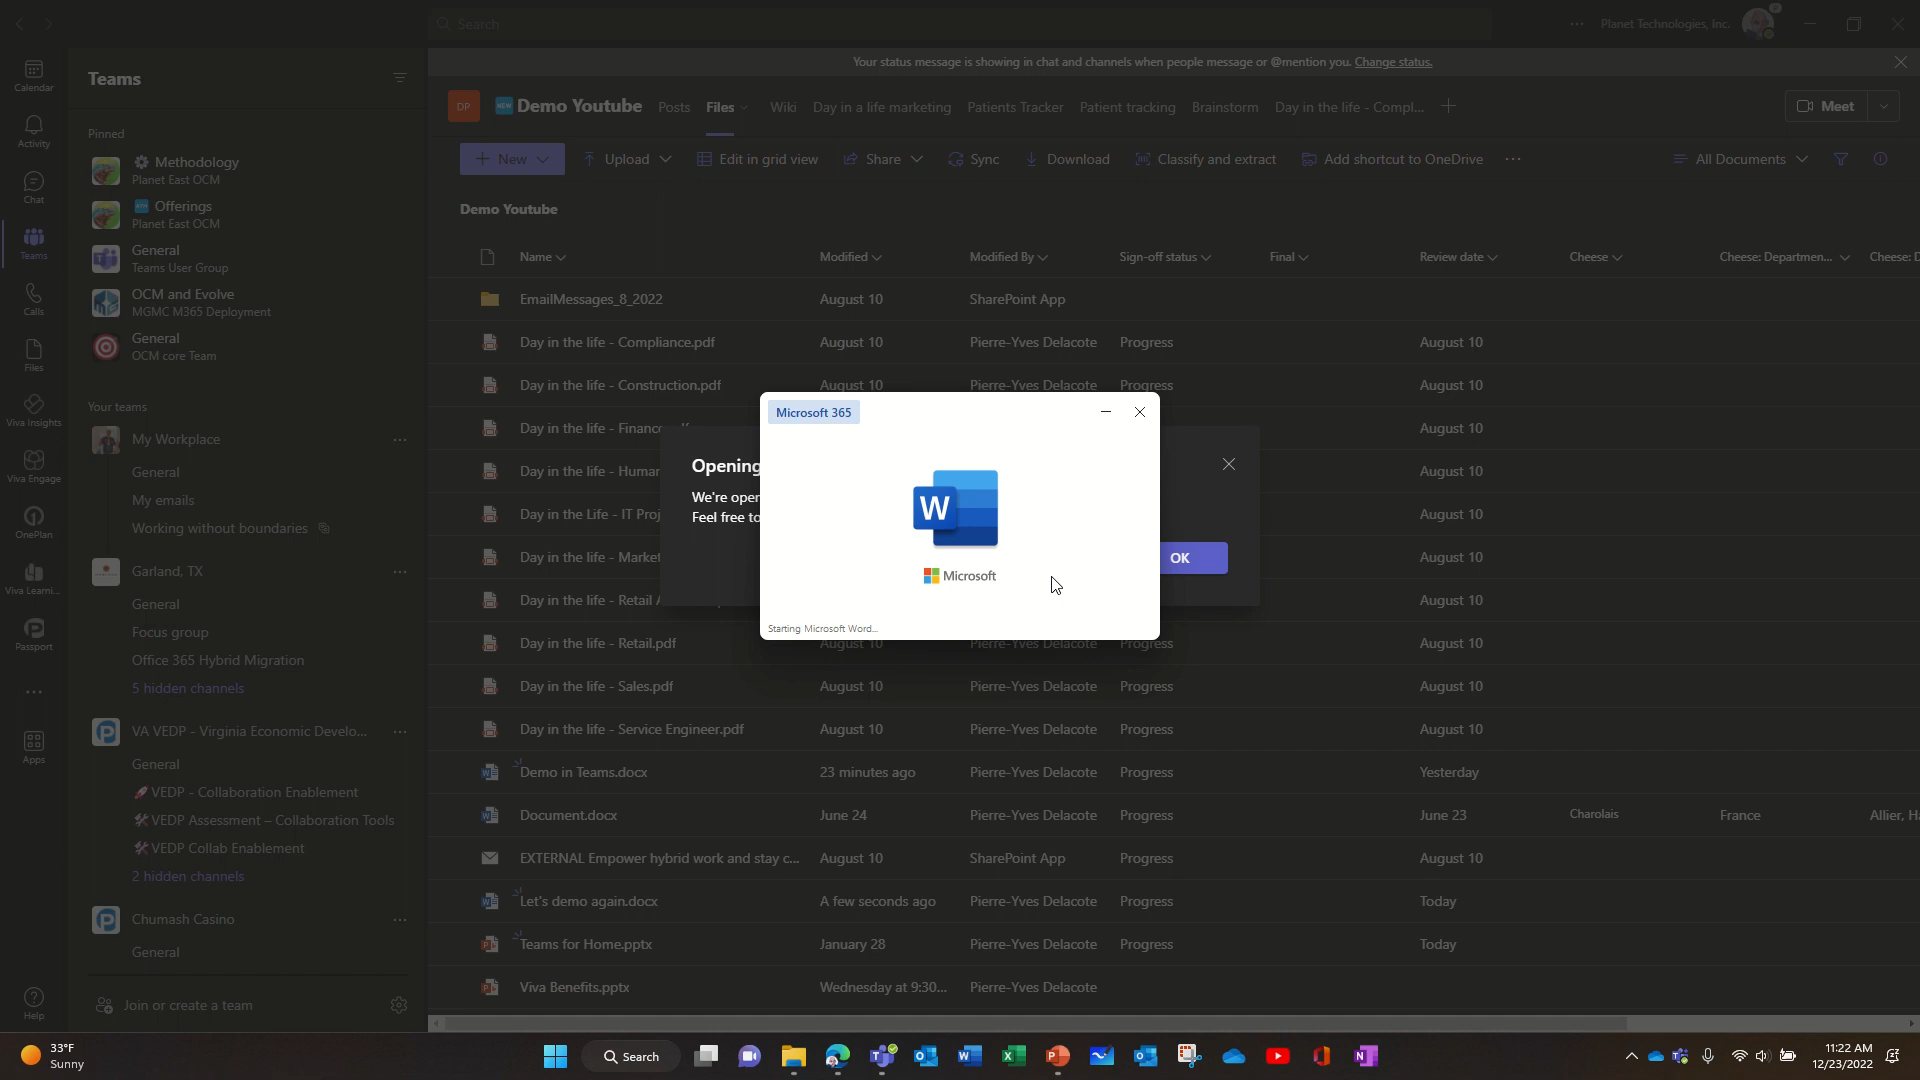 Search
Planet Technologies, Inc.
Your status message is showing in chat and channels when people message or @mention you. Change status.
Calendar
Activity
Chat
Teams
Calls
Files
Viva Insights
Viva Engage
OnePlan
Viva Learni...
Passport
Apps
Help
Teams
Pinned
Methodology
Planet East OCM
Offerings
Planet East OCM
General
Teams User Group
OCM and Evolve
MGMC M365 Deployment
General
OCM core Team
Your teams
My Workplace
General
My emails
Working without boundaries
Garland, TX
General
Focus group
Office 365 Hybrid Migration
5 hidden channels
VA VEDP - Virginia Economic Develo...
General
VEDP - Collaboration Enablement
VEDP Assessment – Collaboration Tools
VEDP Collab Enablement
2 hidden channels
Chumash Casino
General
Join or create a team
DP NEW Demo Youtube Posts Files Wiki Day in a life marketing Patients Tracker Patient tracking Brainstorm Day in the life - Compl... Meet
New Upload Edit in grid view Share Sync Download Classify and extract Add shortcut to OneDrive All Documents
Demo Youtube
Name Modified Modified By Sign-off status Final Review date Cheese Cheese: Departmen... Cheese: D
EmailMessages_8_2022 August 10 SharePoint App
Day in the life - Compliance.pdf August 10 Pierre-Yves Delacote Progress August 10
Day in the life - Construction.pdf August 10 Pierre-Yves Delacote Progress August 10
Day in the life - Financ August 10
Day in the life - Humar August 10
Day in the Life - IT Proj August 10
Day in the life - Market August 10
Day in the life - Retail A August 10
Day in the life - Retail.pdf August 10 Pierre-Yves Delacote Progress August 10
Day in the life - Sales.pdf August 10 Pierre-Yves Delacote Progress August 10
Day in the life - Service Engineer.pdf August 10 Pierre-Yves Delacote Progress August 10
Demo in Teams.docx 23 minutes ago Pierre-Yves Delacote Progress Yesterday
Document.docx June 24 Pierre-Yves Delacote Progress June 23 Charolais France Allier, Ha
EXTERNAL Empower hybrid work and stay c... August 10 SharePoint App Progress August 10
Let's demo again.docx A few seconds ago Pierre-Yves Delacote Progress Today
Teams for Home.pptx January 28 Pierre-Yves Delacote Progress Today
Viva Benefits.pptx Wednesday at 9:30... Pierre-Yves Delacote
Opening
We're oper
Feel free to
OK
Microsoft 365
W
Microsoft
Starting Microsoft Word...
33°F
Sunny
Search
11:22 AM
12/23/2022